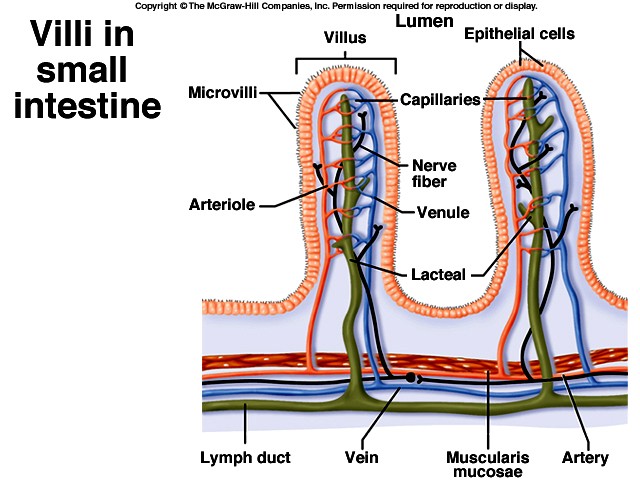 Copyright © The McGraw-Hill Companies, Inc. Permission required for reproduction or display.
Villi in
small
intestine
Lumen
Villus
Epithelial cells
Microvilli
Capillaries
Nerve
fiber
Arteriole
Venule
Lacteal
Lymph duct
Vein
Muscularis
mucosae
Artery